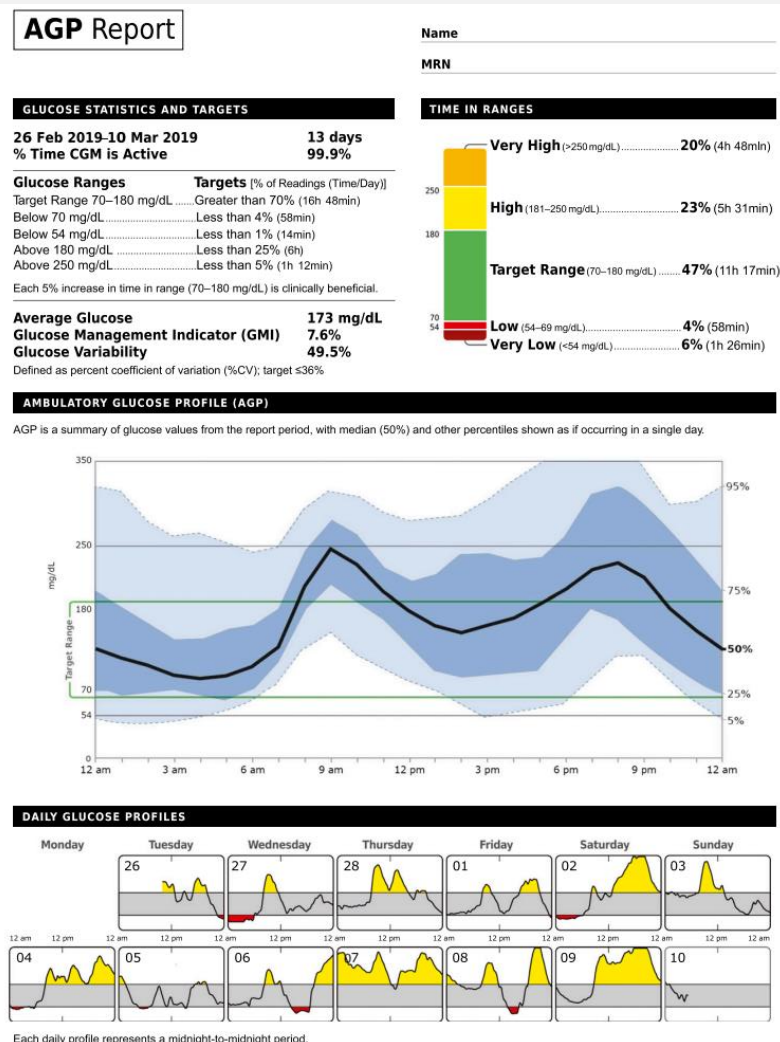 AGP Report
Name
MRN
GLUCOSE STATISTICS AND TARGETS
26 Feb 2019–10 Mar 2019 13 days
% Time CGM is Active 99.9%
Glucose Ranges Targets [% of Readings (Time/Day)]
Target Range 70–180 mg/dL ......Greater than 70% (16h 48min)
Below 70 mg/dL..............................Less than 4% (58min)
Below 54 mg/dL..............................Less than 1% (14min)
Above 180 mg/dL ..........................Less than 25% (6h)
Above 250 mg/dL...........................Less than 5% (1h 12min)
Each 5% increase in time in range (70–180 mg/dL) is clinically beneficial.
Average Glucose 173 mg/dL
Glucose Management Indicator (GMI) 7.6%
Glucose Variability 49.5%
Defined as percent coefficient of variation (%CV); target ≤36%
TIME IN RANGES
Very High (>250 mg/dL)....................20% (4h 48mln)
250
High (181–250 mg/dL)...........................23% (5h 31min)
180
Target Range (70–180 mg/dL) .......47% (11h 17min)
70
54
Low (54–69 mg/dL)................................4% (58min)
Very Low (<54 mg/dL)......................6% (1h 26min)
AMBULATORY GLUCOSE PROFILE (AGP)
AGP is a summary of glucose values from the report period, with median (50%) and other percentiles shown as if occurring in a single day.
350
95%
250
mg/dL
75%
180
Target Range
50%
70
25%
54
5%
0
12 am 3 am 6 am 9 am 12 pm 3 pm 6 pm 9 pm 12 am
DAILY GLUCOSE PROFILES
Monday Tuesday Wednesday Thursday Friday Saturday Sunday
26 27 28 01 02 03
12 am 12 pm 12 am 12 pm 12 am 12 pm 12 am 12 pm 12 am 12 pm 12 am 12 pm 12 am 12 pm 12 am
04 05 06 07 08 09 10
Each daily profile represents a midnight-to-midnight period.